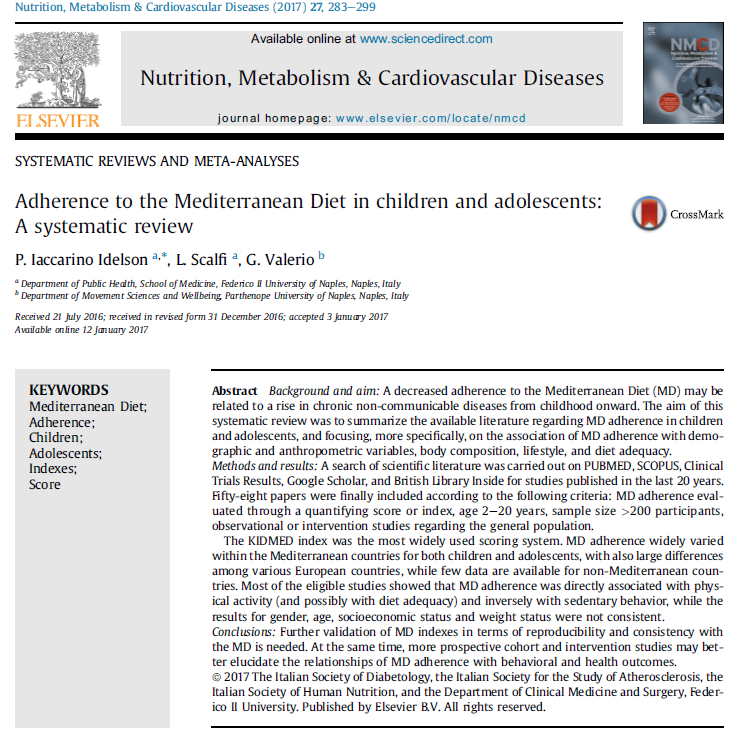 Nutrition, Metabolism & Cardiovascular Diseases (2017) 27, 283–299
Available online at www.sciencedirect.com
Nutrition, Metabolism & Cardiovascular Diseases
journal homepage: www.elsevier.com/locate/nmcd
ELSEVIER
NMCD
SYSTEMATIC REVIEWS AND META-ANALYSES
Adherence to the Mediterranean Diet in children and adolescents:
A systematic review
CrossMark
P. Iaccarino Idelson a,*, L. Scalfi a, G. Valerio b
a Department of Public Health, School of Medicine, Federico II University of Naples, Naples, Italy
b Department of Movement Sciences and Wellbeing, Parthenope University of Naples, Naples, Italy
Received 21 July 2016; received in revised form 31 December 2016; accepted 3 January 2017
Available online 12 January 2017
KEYWORDS
Mediterranean Diet;
Adherence;
Children;
Adolescents;
Indexes;
Score
Abstract Background and aim: A decreased adherence to the Mediterranean Diet (MD) may be
related to a rise in chronic non-communicable diseases from childhood onward. The aim of this
systematic review was to summarize the available literature regarding MD adherence in children
and adolescents, and focusing, more specifically, on the association of MD adherence with demo-
graphic and anthropometric variables, body composition, lifestyle, and diet adequacy.
Methods and results: A search of scientific literature was carried out on PUBMED, SCOPUS, Clinical
Trials Results, Google Scholar, and British Library Inside for studies published in the last 20 years.
Fifty-eight papers were finally included according to the following criteria: MD adherence eval-
uated through a quantifying score or index, age 2–20 years, sample size >200 participants,
observational or intervention studies regarding the general population.
The KIDMED index was the most widely used scoring system. MD adherence widely varied
within the Mediterranean countries for both children and adolescents, with also large differences
among various European countries, while few data are available for non-Mediterranean coun-
tries. Most of the eligible studies showed that MD adherence was directly associated with phys-
ical activity (and possibly with diet adequacy) and inversely with sedentary behavior, while the
results for gender, age, socioeconomic status and weight status were not consistent.
Conclusions: Further validation of MD indexes in terms of reproducibility and consistency with
the MD is needed. At the same time, more prospective cohort and intervention studies may bet-
ter elucidate the relationships of MD adherence with behavioral and health outcomes.
© 2017 The Italian Society of Diabetology, the Italian Society for the Study of Atherosclerosis, the
Italian Society of Human Nutrition, and the Department of Clinical Medicine and Surgery, Feder-
ico II University. Published by Elsevier B.V. All rights reserved.